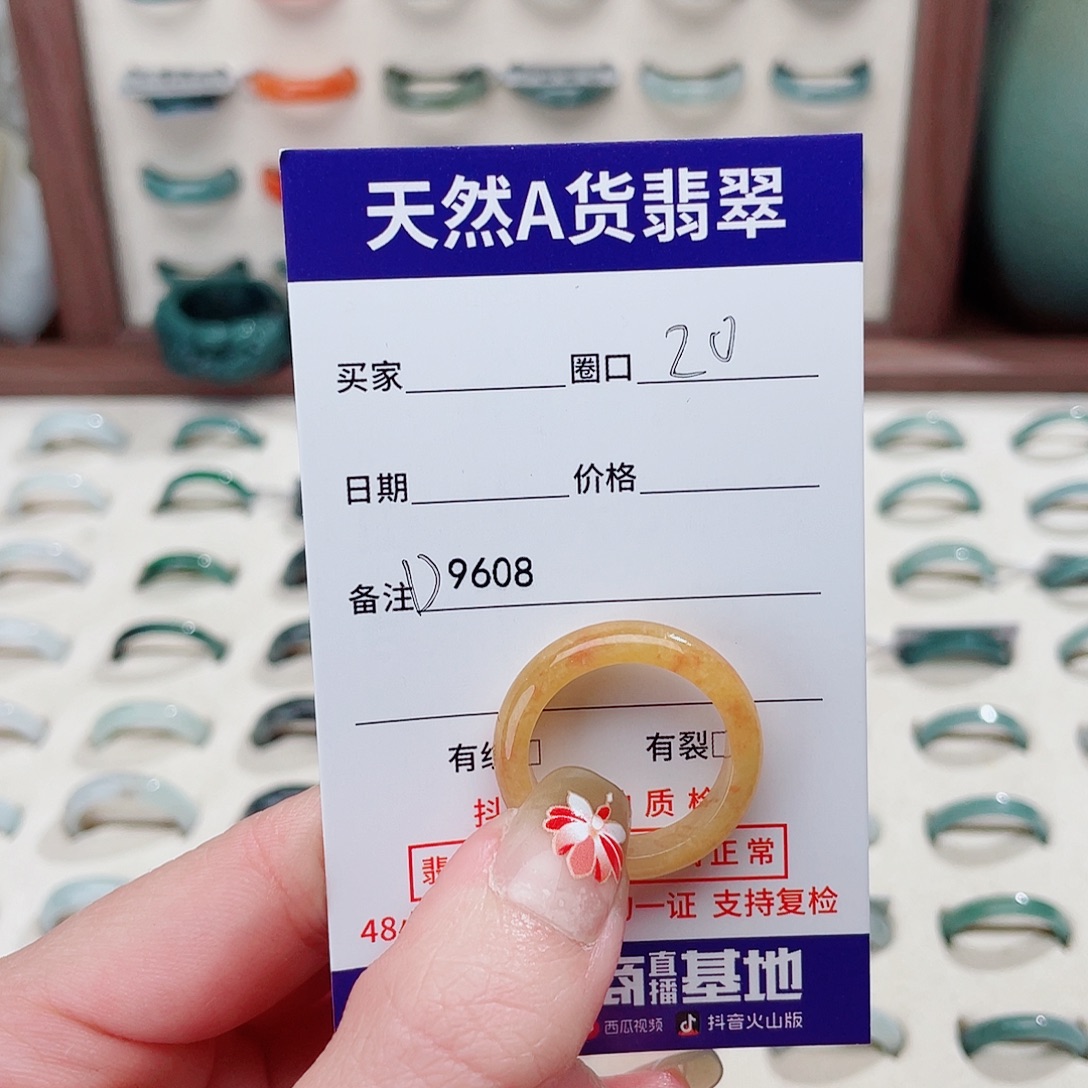 天然A货翡翠
买家 圈口 20
日期 价格
备注 D 9608
有 有裂
抖 质检
翡 正常
48 一证 支持复检
商直播基地
西瓜视频 抖音火山版